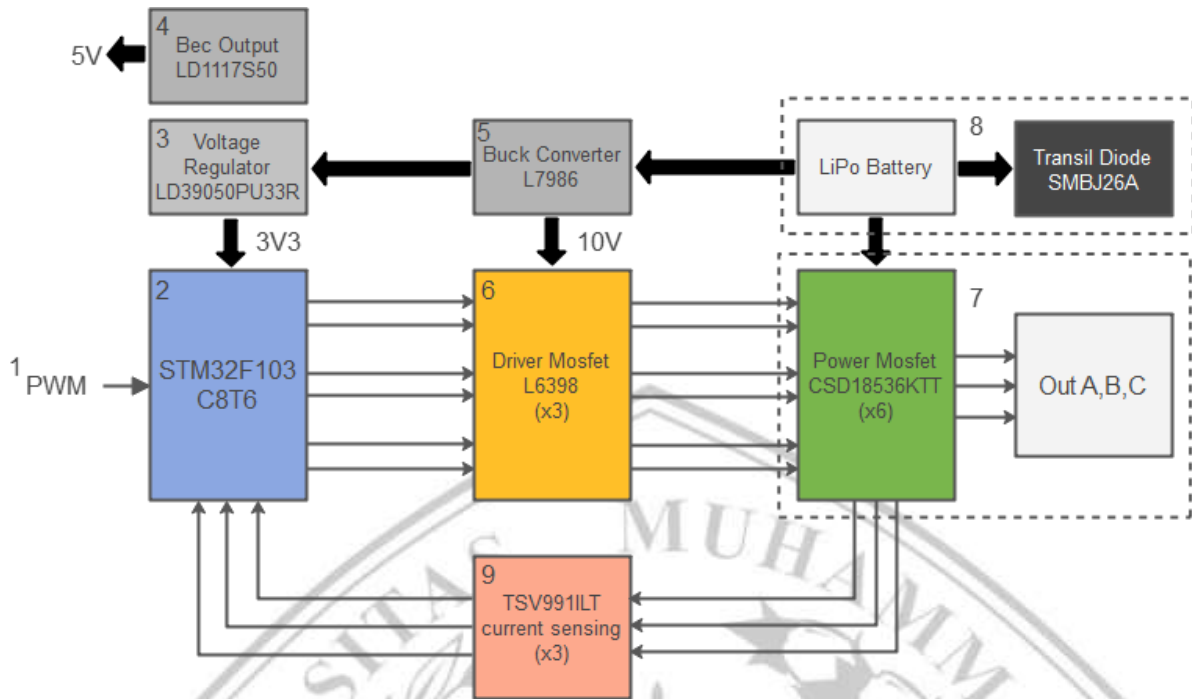 4
Bec Output
LD1117S50
5V
3
Voltage
Regulator
LD39050PU33R
5
Buck Converter
L7986
LiPo Battery
8
Transil Diode
SMBJ26A
3V3
10V
2
STM32F103
C8T6
1
PWM
6
Driver Mosfet
L6398
(x3)
Power Mosfet
CSD18536KTT
(x6)
7
Out A,B,C
9
TSV991ILT
current sensing
(x3)
SITAS MUHAMM